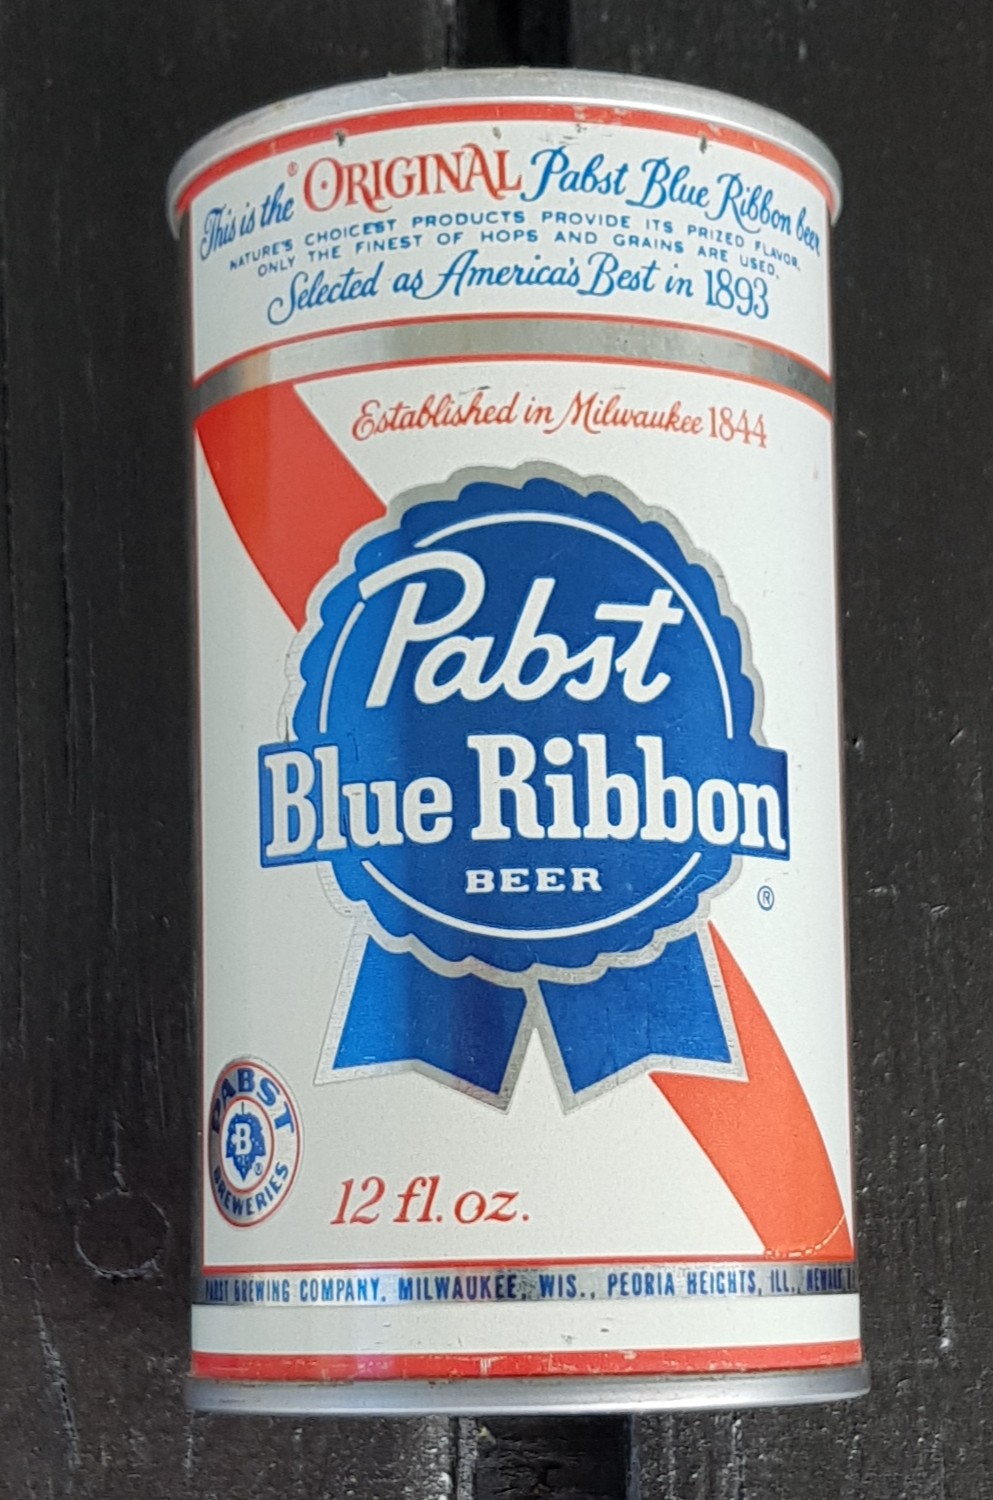 This is the ® ORIGINAL Pabst Blue Ribbon beer
NATURE'S CHOICEST PRODUCTS PROVIDE ITS PRIZED FLAVOR.
ONLY THE FINEST OF HOPS AND GRAINS ARE USED.
Selected as America's Best in 1893
Established in Milwaukee 1844
Pabst
Blue Ribbon
BEER
®
PABST
B
®
BREWERIES
12 fl. oz.
PABST BREWING COMPANY, MILWAUKEE, WIS., PEORIA HEIGHTS, ILL., NEWARK